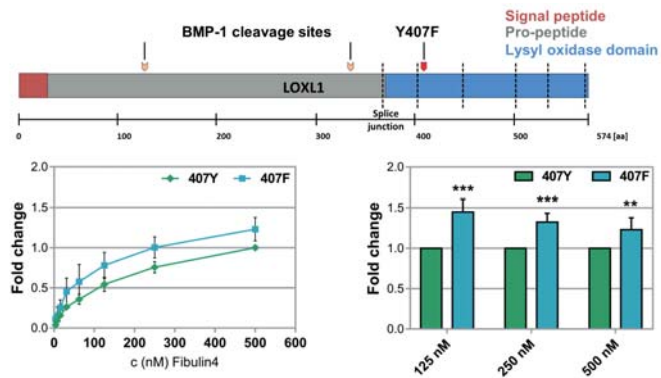 Signal peptide
BMP-1 cleavage sites Y407F Pro-peptide
Lysyl oxidase domain
LOXL1
Splice
junction
0 100 200 300 400 500 574 [aa]
407Y 407F
Fold change
2.0
1.5
1.0
0.5
0.0
0 100 200 300 400 500 600
c (nM) Fibulin4
407Y 407F
Fold change
2.0
1.5
1.0
0.5
0.0
*** *** **
125 nM 250 nM 500 nM